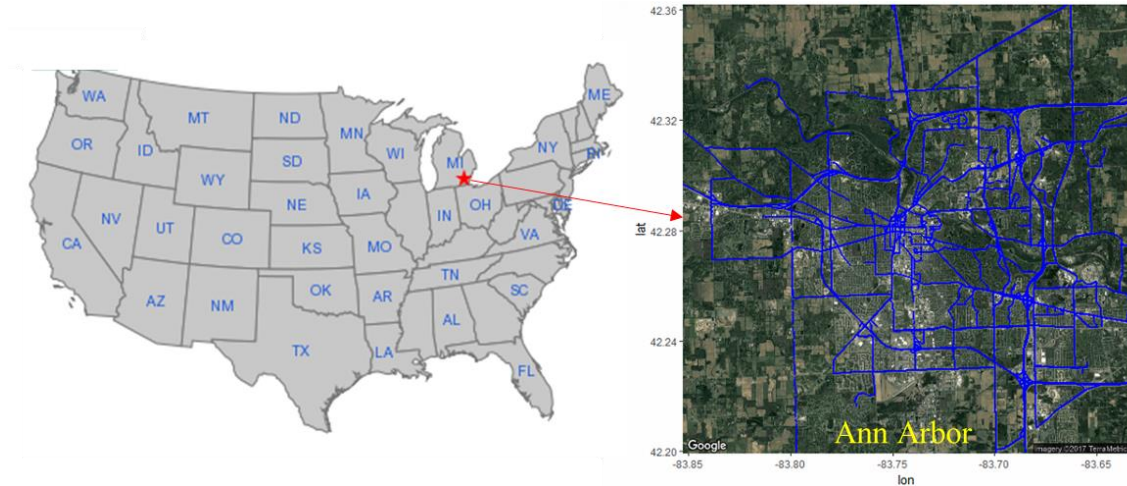 WA
MT
ND
MN
ME
OR
ID
SD
WI
MI
NY
RI
WY
IA
NE
IN
OH
DE
NV
UT
CO
CA
KS
MO
VA
TN
OK
AR
SC
AZ
NM
AL
TX
LA
FL
42.36
42.32
42.28
42.24
42.20
lat
Ann Arbor
Google
Imagery ©2017 TerraMetric
-83.85
-83.80
-83.75
-83.70
-83.65
lon